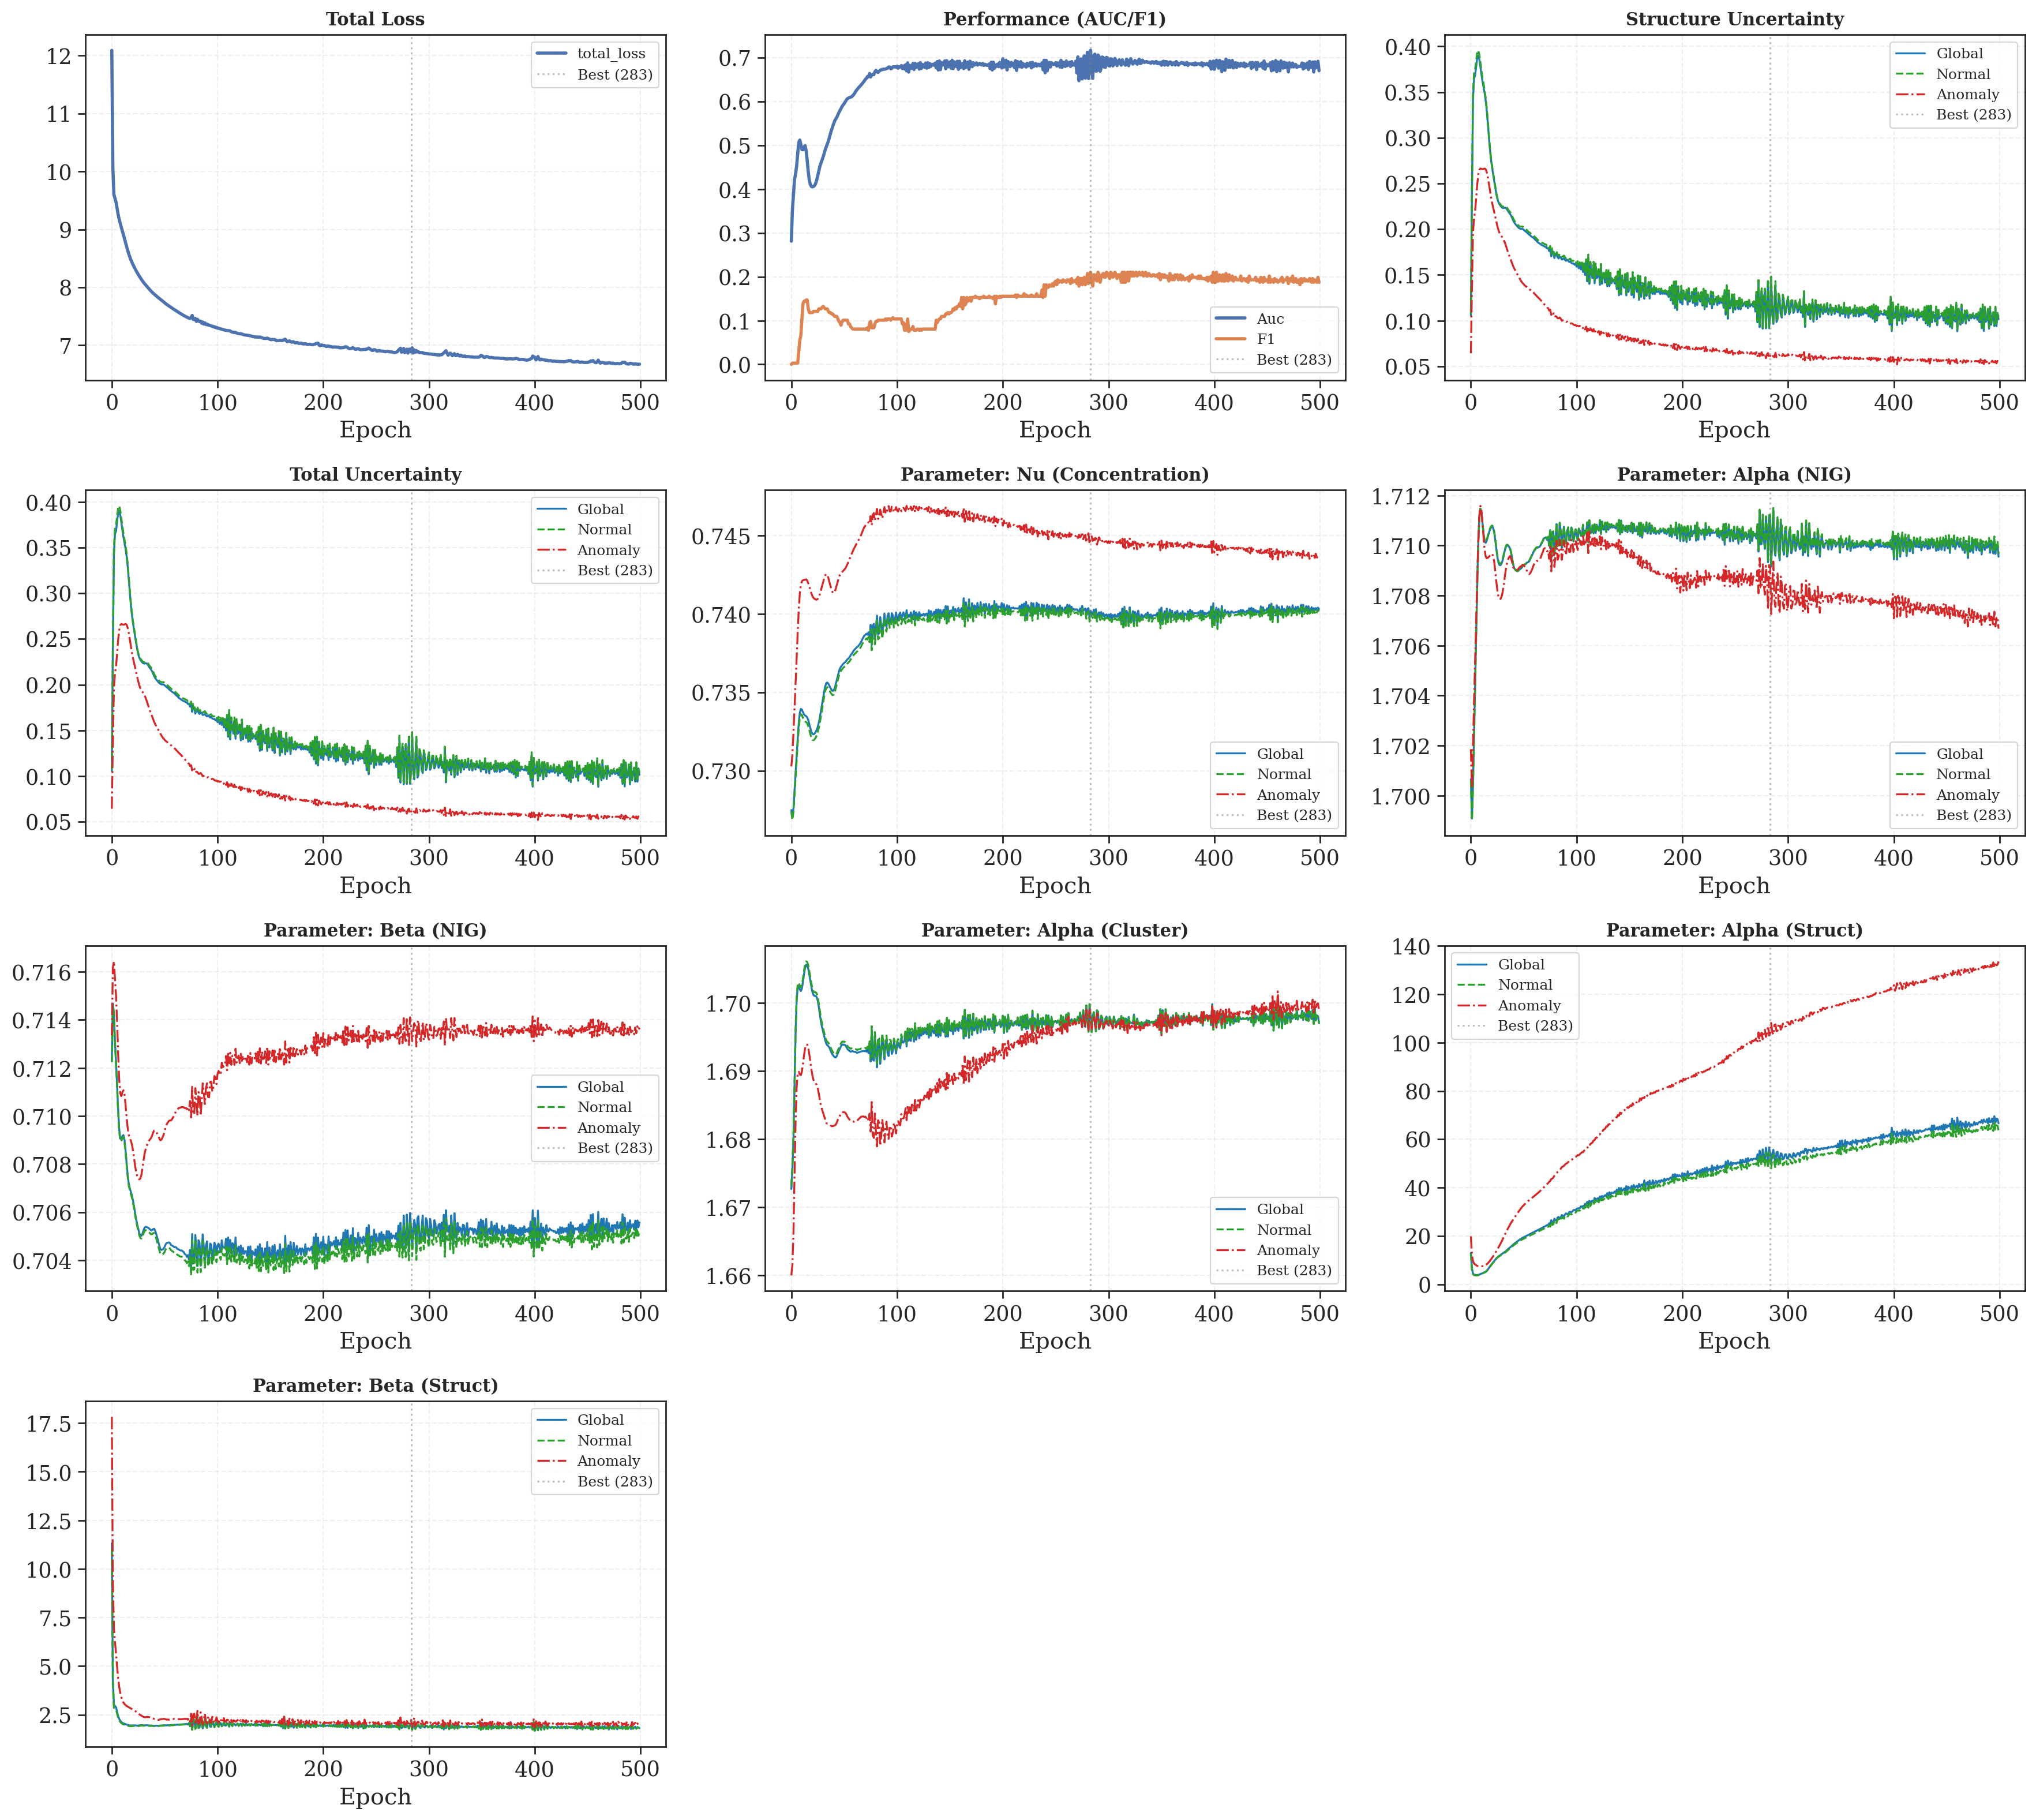 Total Loss
12
11
10
9
8
7
total_loss
Best (283)
0 100 200 300 400 500
Epoch
Performance (AUC/F1)
0.7
0.6
0.5
0.4
0.3
0.2
0.1
0.0
Auc
F1
Best (283)
0 100 200 300 400 500
Epoch
Structure Uncertainty
0.40
0.35
0.30
0.25
0.20
0.15
0.10
0.05
Global
Normal
Anomaly
Best (283)
0 100 200 300 400 500
Epoch
Total Uncertainty
0.40
0.35
0.30
0.25
0.20
0.15
0.10
0.05
Global
Normal
Anomaly
Best (283)
0 100 200 300 400 500
Epoch
Parameter: Nu (Concentration)
0.745
0.740
0.735
0.730
Global
Normal
Anomaly
Best (283)
0 100 200 300 400 500
Epoch
Parameter: Alpha (NIG)
1.712
1.710
1.708
1.706
1.704
1.702
1.700
Global
Normal
Anomaly
Best (283)
0 100 200 300 400 500
Epoch
Parameter: Beta (NIG)
0.716
0.714
0.712
0.710
0.708
0.706
0.704
Global
Normal
Anomaly
Best (283)
0 100 200 300 400 500
Epoch
Parameter: Alpha (Cluster)
1.70
1.69
1.68
1.67
1.66
Global
Normal
Anomaly
Best (283)
0 100 200 300 400 500
Epoch
Parameter: Alpha (Struct)
140
120
100
80
60
40
20
0
Global
Normal
Anomaly
Best (283)
0 100 200 300 400 500
Epoch
Parameter: Beta (Struct)
17.5
15.0
12.5
10.0
7.5
5.0
2.5
Global
Normal
Anomaly
Best (283)
0 100 200 300 400 500
Epoch